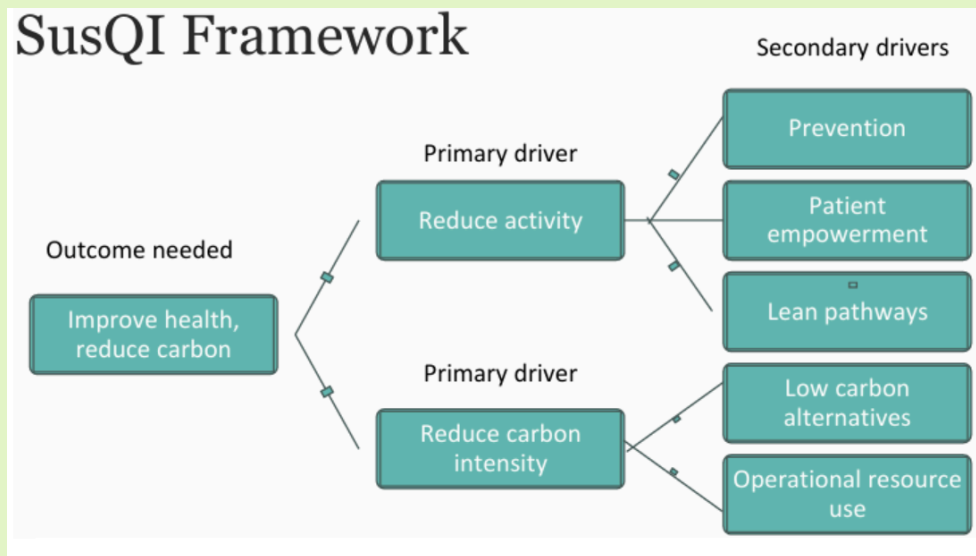 SusQI Framework
Secondary drivers
Prevention
Primary driver
Reduce activity
Patient
empowerment
Outcome needed
Improve health,
reduce carbon
Lean pathways
Primary driver
Reduce carbon
intensity
Low carbon
alternatives
Operational resource
use